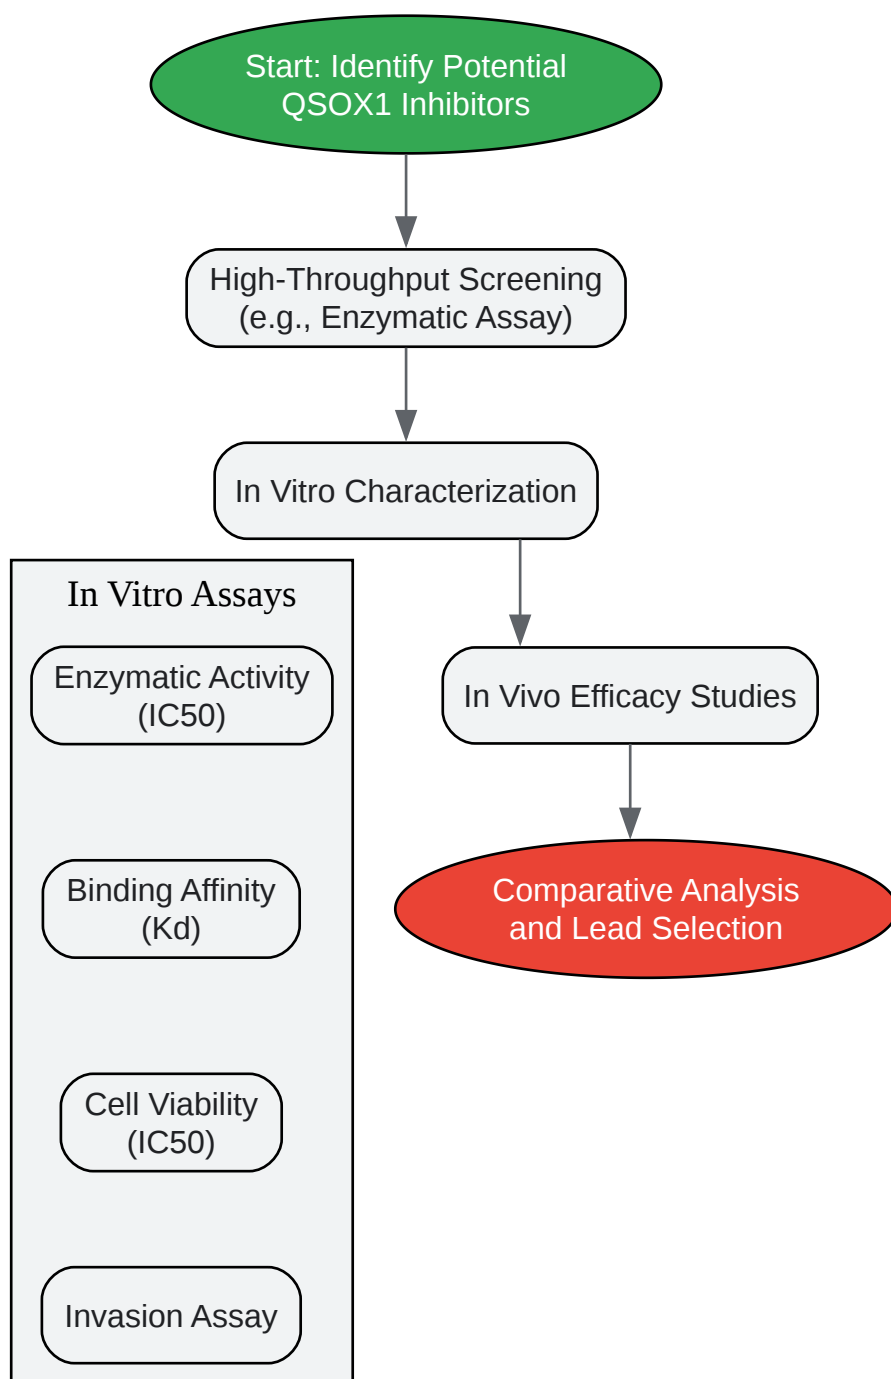 Start: Identify Potential
QSOX1 Inhibitors
High-Throughput Screening
(e.g., Enzymatic Assay)
In Vitro Characterization
In Vitro Assays
Enzymatic Activity
(IC50)
Binding Affinity
(Kd)
Cell Viability
(IC50)
Invasion Assay
In Vivo Efficacy Studies
Comparative Analysis
and Lead Selection